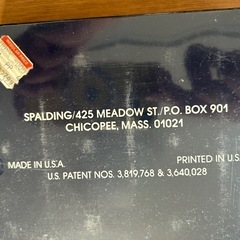 SPALDING/425 MEADOW ST./P.O. BOX 901
CHICOPEE, MASS. 01021
MADE IN U.S.A.
PRINTED IN U.S.
U.S. PATENT NOS. 3,819,768 & 3,640,028